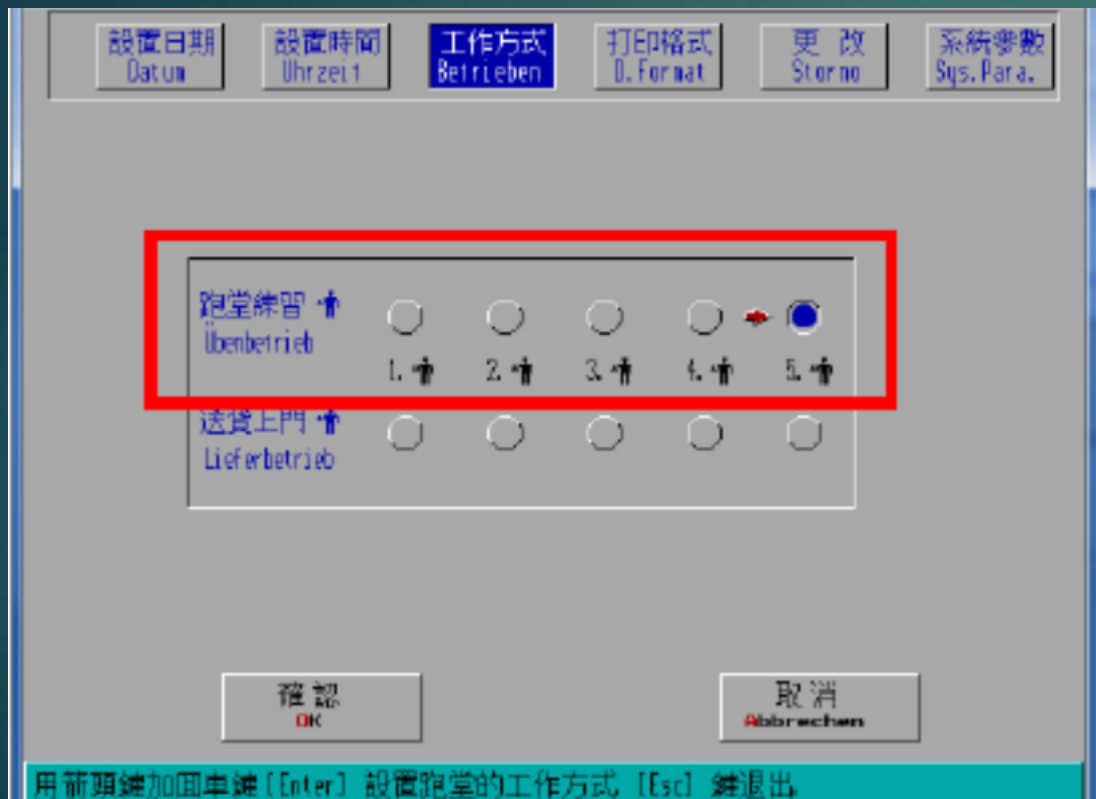 設置日期 設置時間 工作方式 打印格式 更 改 系統參數
Datum Uhrzeit Betrieben D.Format Storno Sys.Para.
跑堂練習
Übenbetrieb
1. 2. 3. 4. 5.
送貨上門
Lieferbetrieb
確認 取消
OK Abbrechen
用箭頭鍵加回車鍵[Enter] 設置跑堂的工作方式, [Esc] 鍵退出.